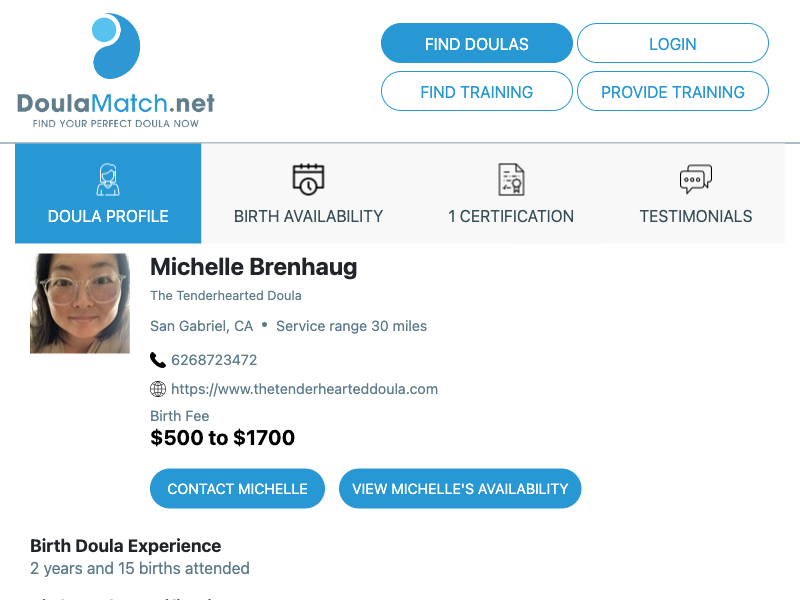 DoulaMatch.net
FIND YOUR PERFECT DOULA NOW
FIND DOULAS
LOGIN
FIND TRAINING
PROVIDE TRAINING
DOULA PROFILE
BIRTH AVAILABILITY
1 CERTIFICATION
TESTIMONIALS
Michelle Brenhaug
The Tenderhearted Doula
San Gabriel, CA • Service range 30 miles
6268723472
https://www.thetenderhearteddoula.com
Birth Fee
$500 to $1700
CONTACT MICHELLE
VIEW MICHELLE'S AVAILABILITY
Birth Doula Experience
2 years and 15 births attended